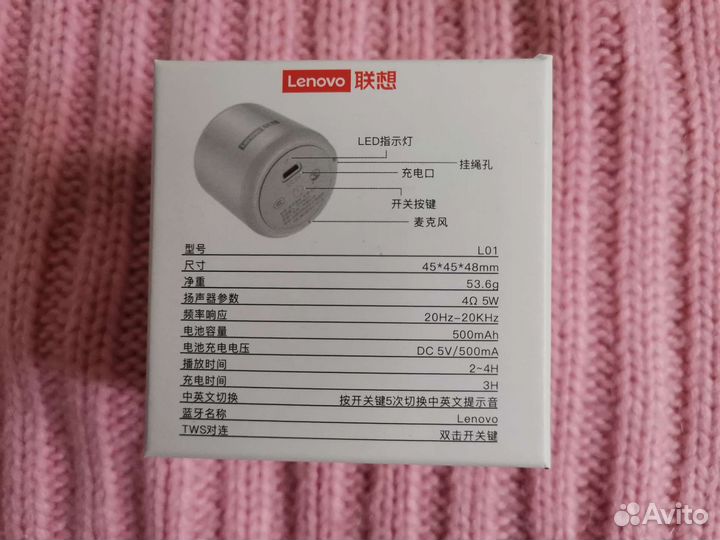 Lenovo 联想
LED指示灯
挂绳孔
充电口
开关按键
麦克风
型号 L01
尺寸 45*45*48mm
净重 53.6g
扬声器参数 4Ω 5W
频率响应 20Hz-20KHz
电池容量 500mAh
电池充电电压 DC 5V/500mA
播放时间 2~4H
充电时间 3H
中英文切换 按开关键5次切换中英文提示音
蓝牙名称 Lenovo
TWS对连 双击开关键
Avito